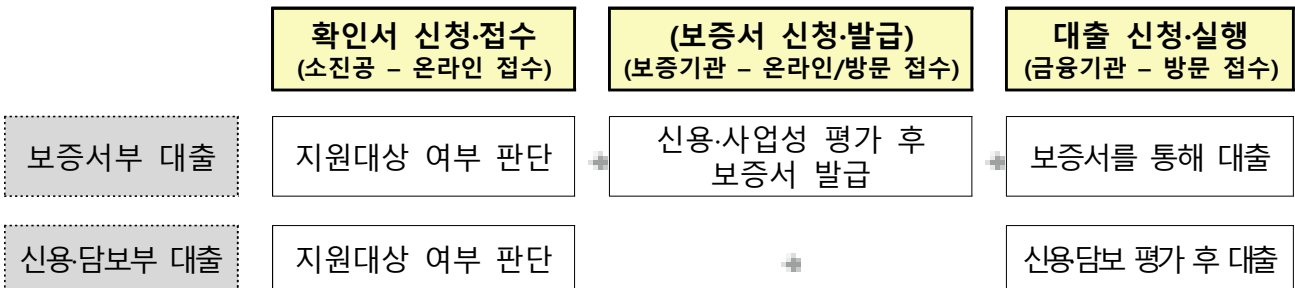 확인서 신청·접수
(소진공 – 온라인 접수)
(보증서 신청·발급)
(보증기관 – 온라인/방문 접수)
대출 신청·실행
(금융기관 – 방문 접수)
보증서부 대출
지원대상 여부 판단
신용·사업성 평가 후
보증서 발급
보증서를 통해 대출
신용·담보부 대출
지원대상 여부 판단
신용·담보 평가 후 대출